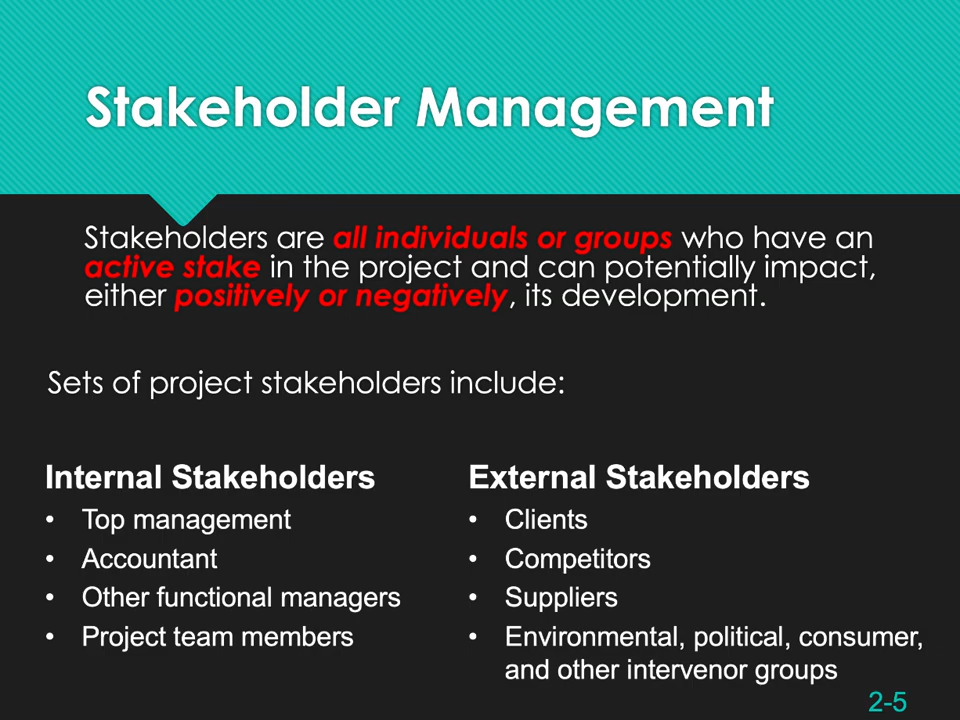 Stakeholder Management
Stakeholders are all individuals or groups who have an
active stake in the project and can potentially impact,
either positively or negatively, its development.
Sets of project stakeholders include:
Internal Stakeholders
• Top management
• Accountant
• Other functional managers
• Project team members
External Stakeholders
• Clients
• Competitors
• Suppliers
• Environmental, political, consumer,
and other intervenor groups
2-5